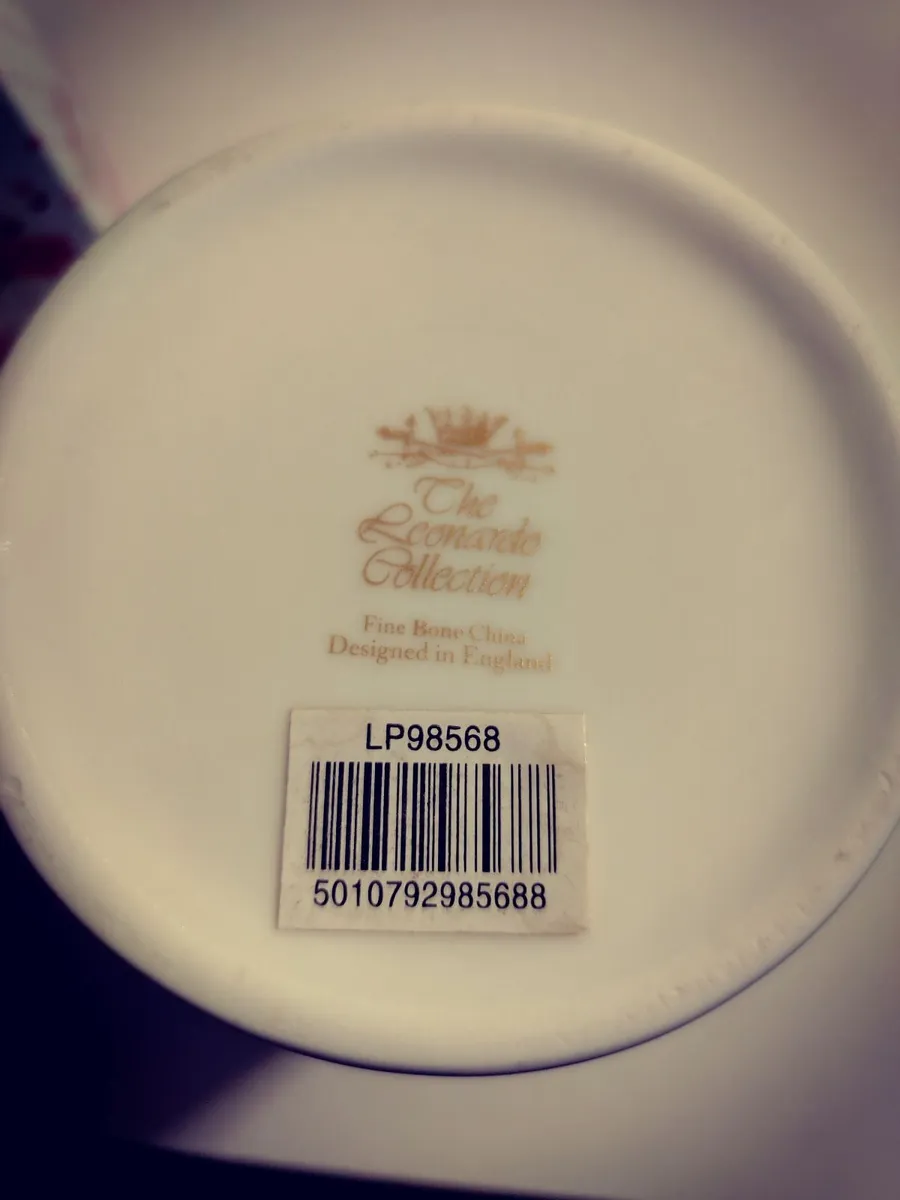 The
Leonardo
Collection
Fine Bone China
Designed in England
LP98568
5010792985688